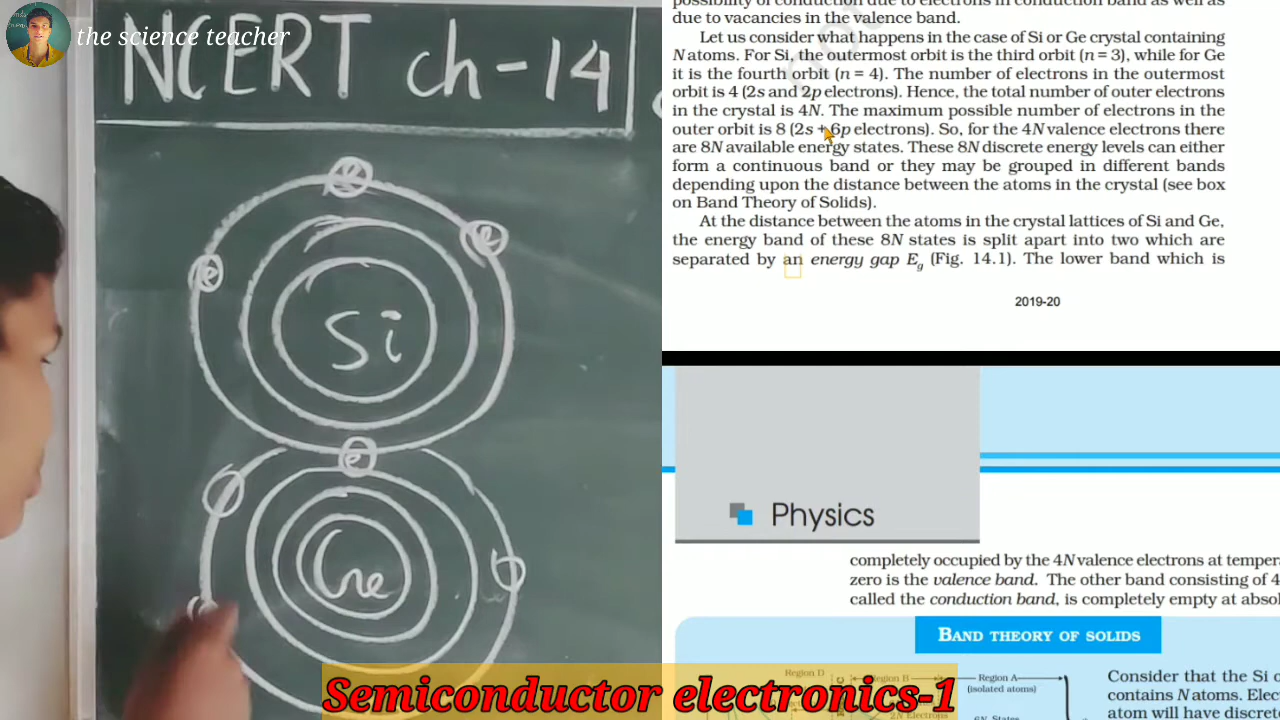 the science teacher
NCERT ch-14
Si
Ge
possibility of conduction due to electrons in conduction band as well as
due to vacancies in the valence band.
Let us consider what happens in the case of Si or Ge crystal containing
N atoms. For Si, the outermost orbit is the third orbit (n = 3), while for Ge
it is the fourth orbit (n = 4). The number of electrons in the outermost
orbit is 4 (2s and 2p electrons). Hence, the total number of outer electrons
in the crystal is 4N. The maximum possible number of electrons in the
outer orbit is 8 (2s + 6p electrons). So, for the 4N valence electrons there
are 8N available energy states. These 8N discrete energy levels can either
form a continuous band or they may be grouped in different bands
depending upon the distance between the atoms in the crystal (see box
on Band Theory of Solids).
At the distance between the atoms in the crystal lattices of Si and Ge,
the energy band of these 8N states is split apart into two which are
separated by an energy gap Eg (Fig. 14.1). The lower band which is
2019-20
Physics
completely occupied by the 4N valence electrons at tempera
zero is the valence band. The other band consisting of 4
called the conduction band, is completely empty at absol
BAND THEORY OF SOLIDS
Region D
Region B
Region A
(isolated atoms)
2N Electrons
6N States
Consider that the Si o
contains N atoms. Elec
atom will have discret
Semiconductor electronics-1